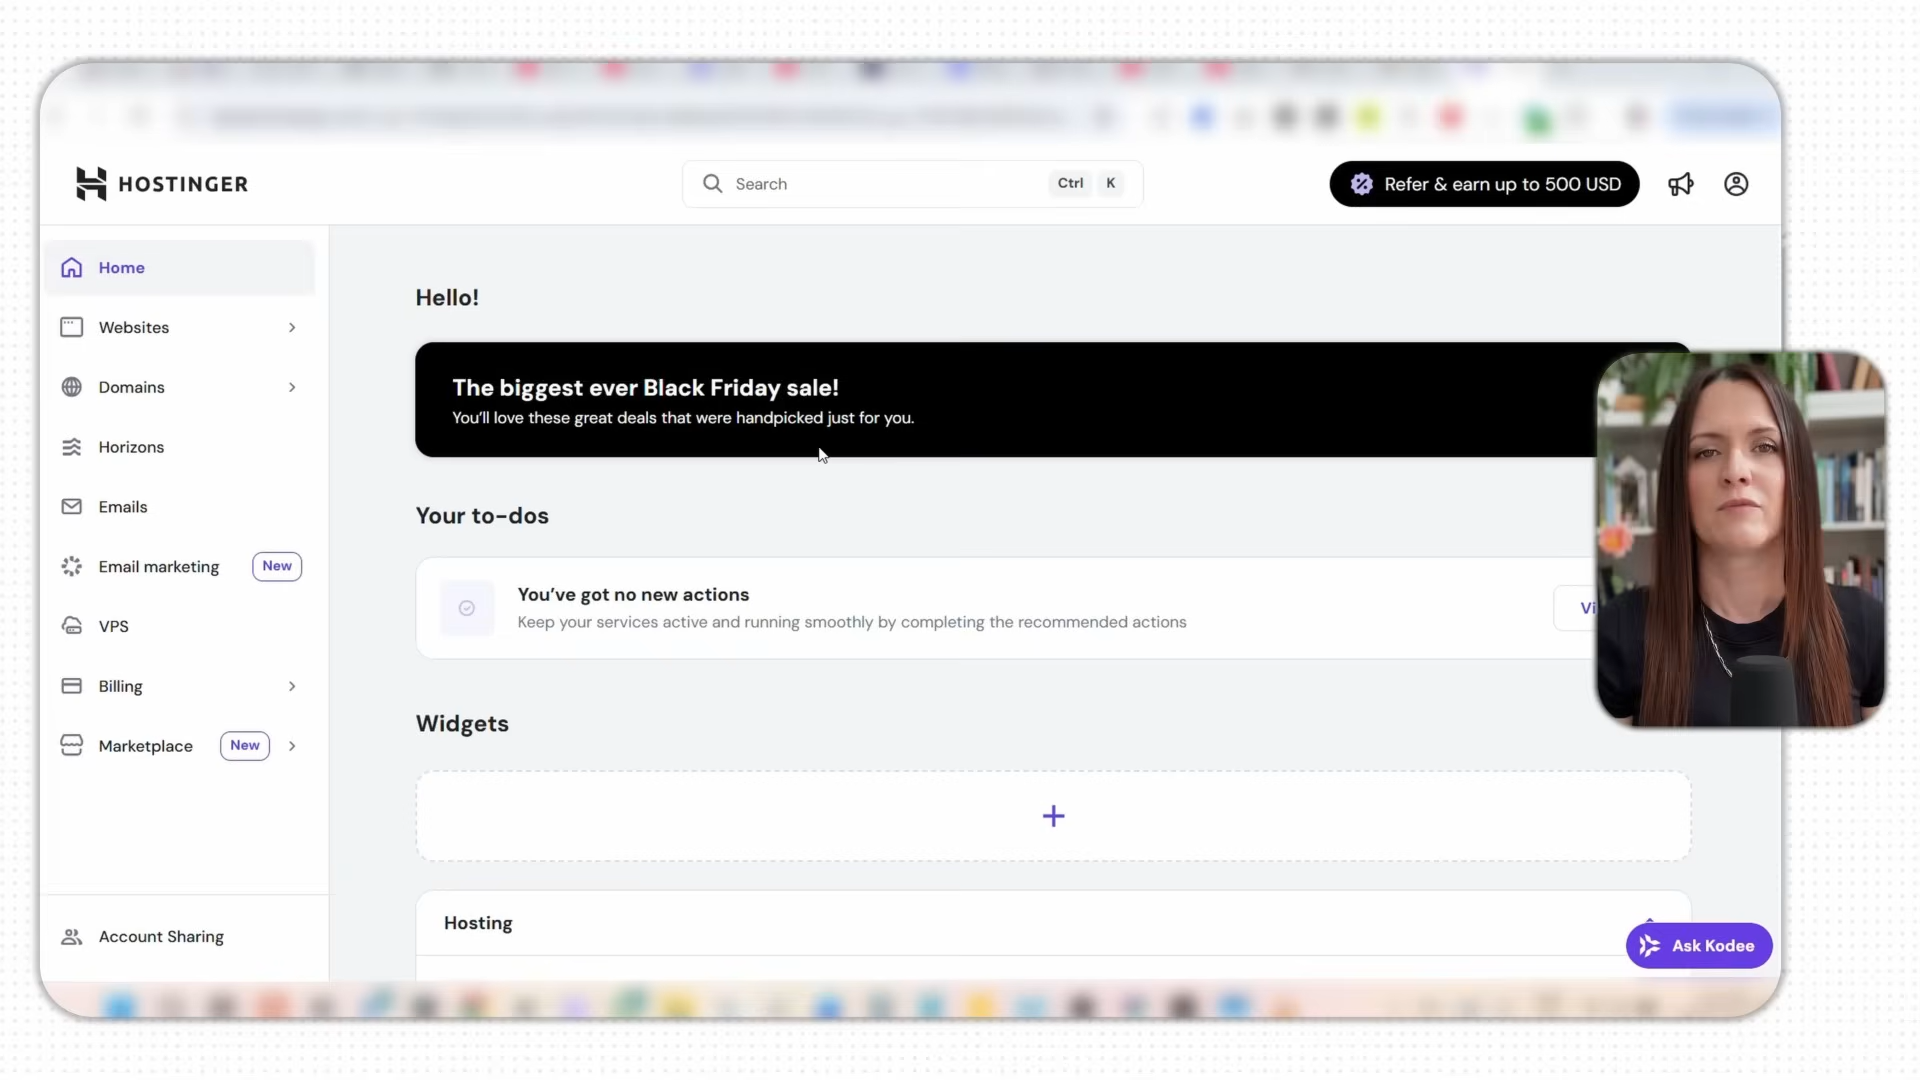 HOSTINGER
Search
Ctrl
K
Refer & earn up to 500 USD
Home
Websites
Domains
Horizons
Emails
Email marketing
New
VPS
Billing
Marketplace
New
Account Sharing
Hello!
The biggest ever Black Friday sale!
You'll love these great deals that were handpicked just for you.
Your to-dos
You've got no new actions
Keep your services active and running smoothly by completing the recommended actions
Widgets
Hosting
Ask Kodee